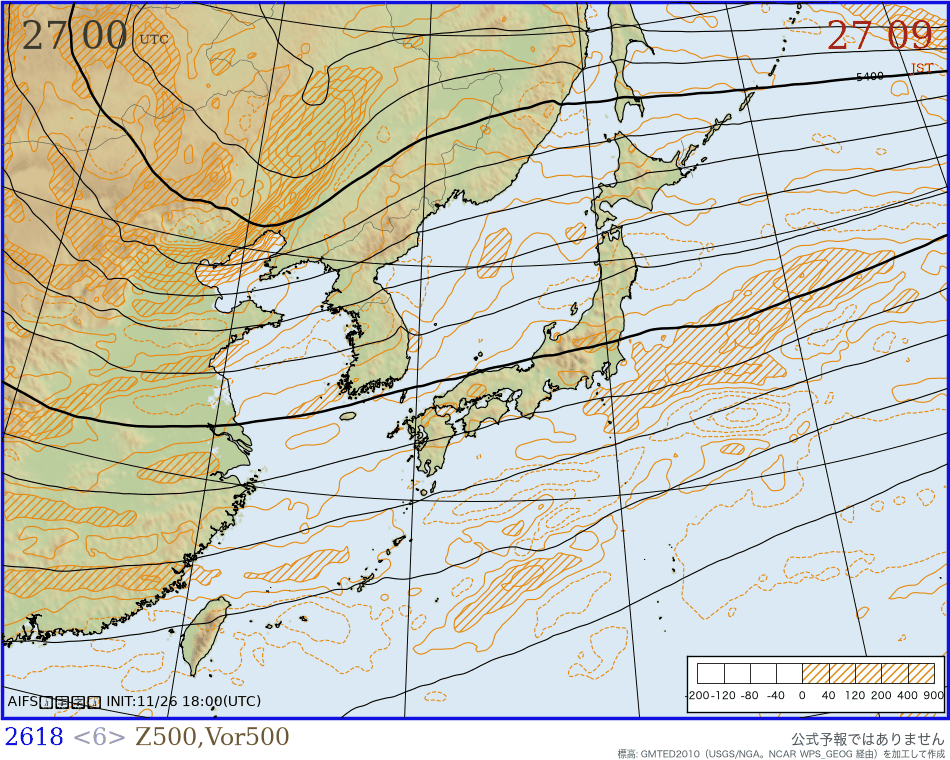 27 00 UTC
27 09 JST
5400
AIFS INIT:11/26 18:00(UTC)
-200 -120 -80 -40 0 40 120 200 400 900
2618 <6> Z500,Vor500
公式予報ではありません
標高: GMTED2010（USGS/NGA。NCAR WPS_GEOG 経由）を加工して作成